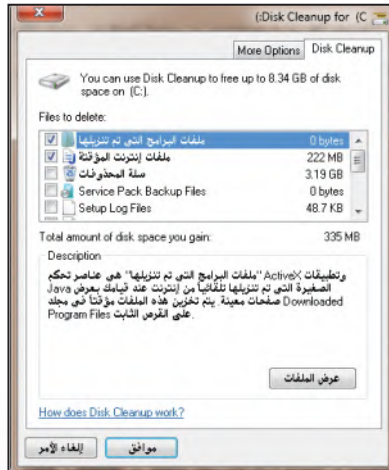 (:Disk Cleanup for (C
More Options
Disk Cleanup
You can use Disk Cleanup to free up to 8.34 GB of disk
space on (C:).
Files to delete:
ملفات البرامج التي تم تنزيلها 0 bytes
ملفات إنترنت المؤقتة 222 MB
سلة المحذوفات 3.19 GB
Service Pack Backup Files 0 bytes
Setup Log Files 48.7 KB
Total amount of disk space you gain: 335 MB
Description
وتطبيقات ActiveX "ملفات البرامج التي تم تنزيلها" هي عناصر تحكم
الصغيرة التي تم تنزيلها تلقائياً من إنترنت عند قيامك بعرض Java
صفحات معينة. يتم تخزين هذه الملفات مؤقتاً في مجلد Downloaded
على القرص الثابت Program Files.
عرض الملفات
How does Disk Cleanup work?
موافق
إلغاء الأمر